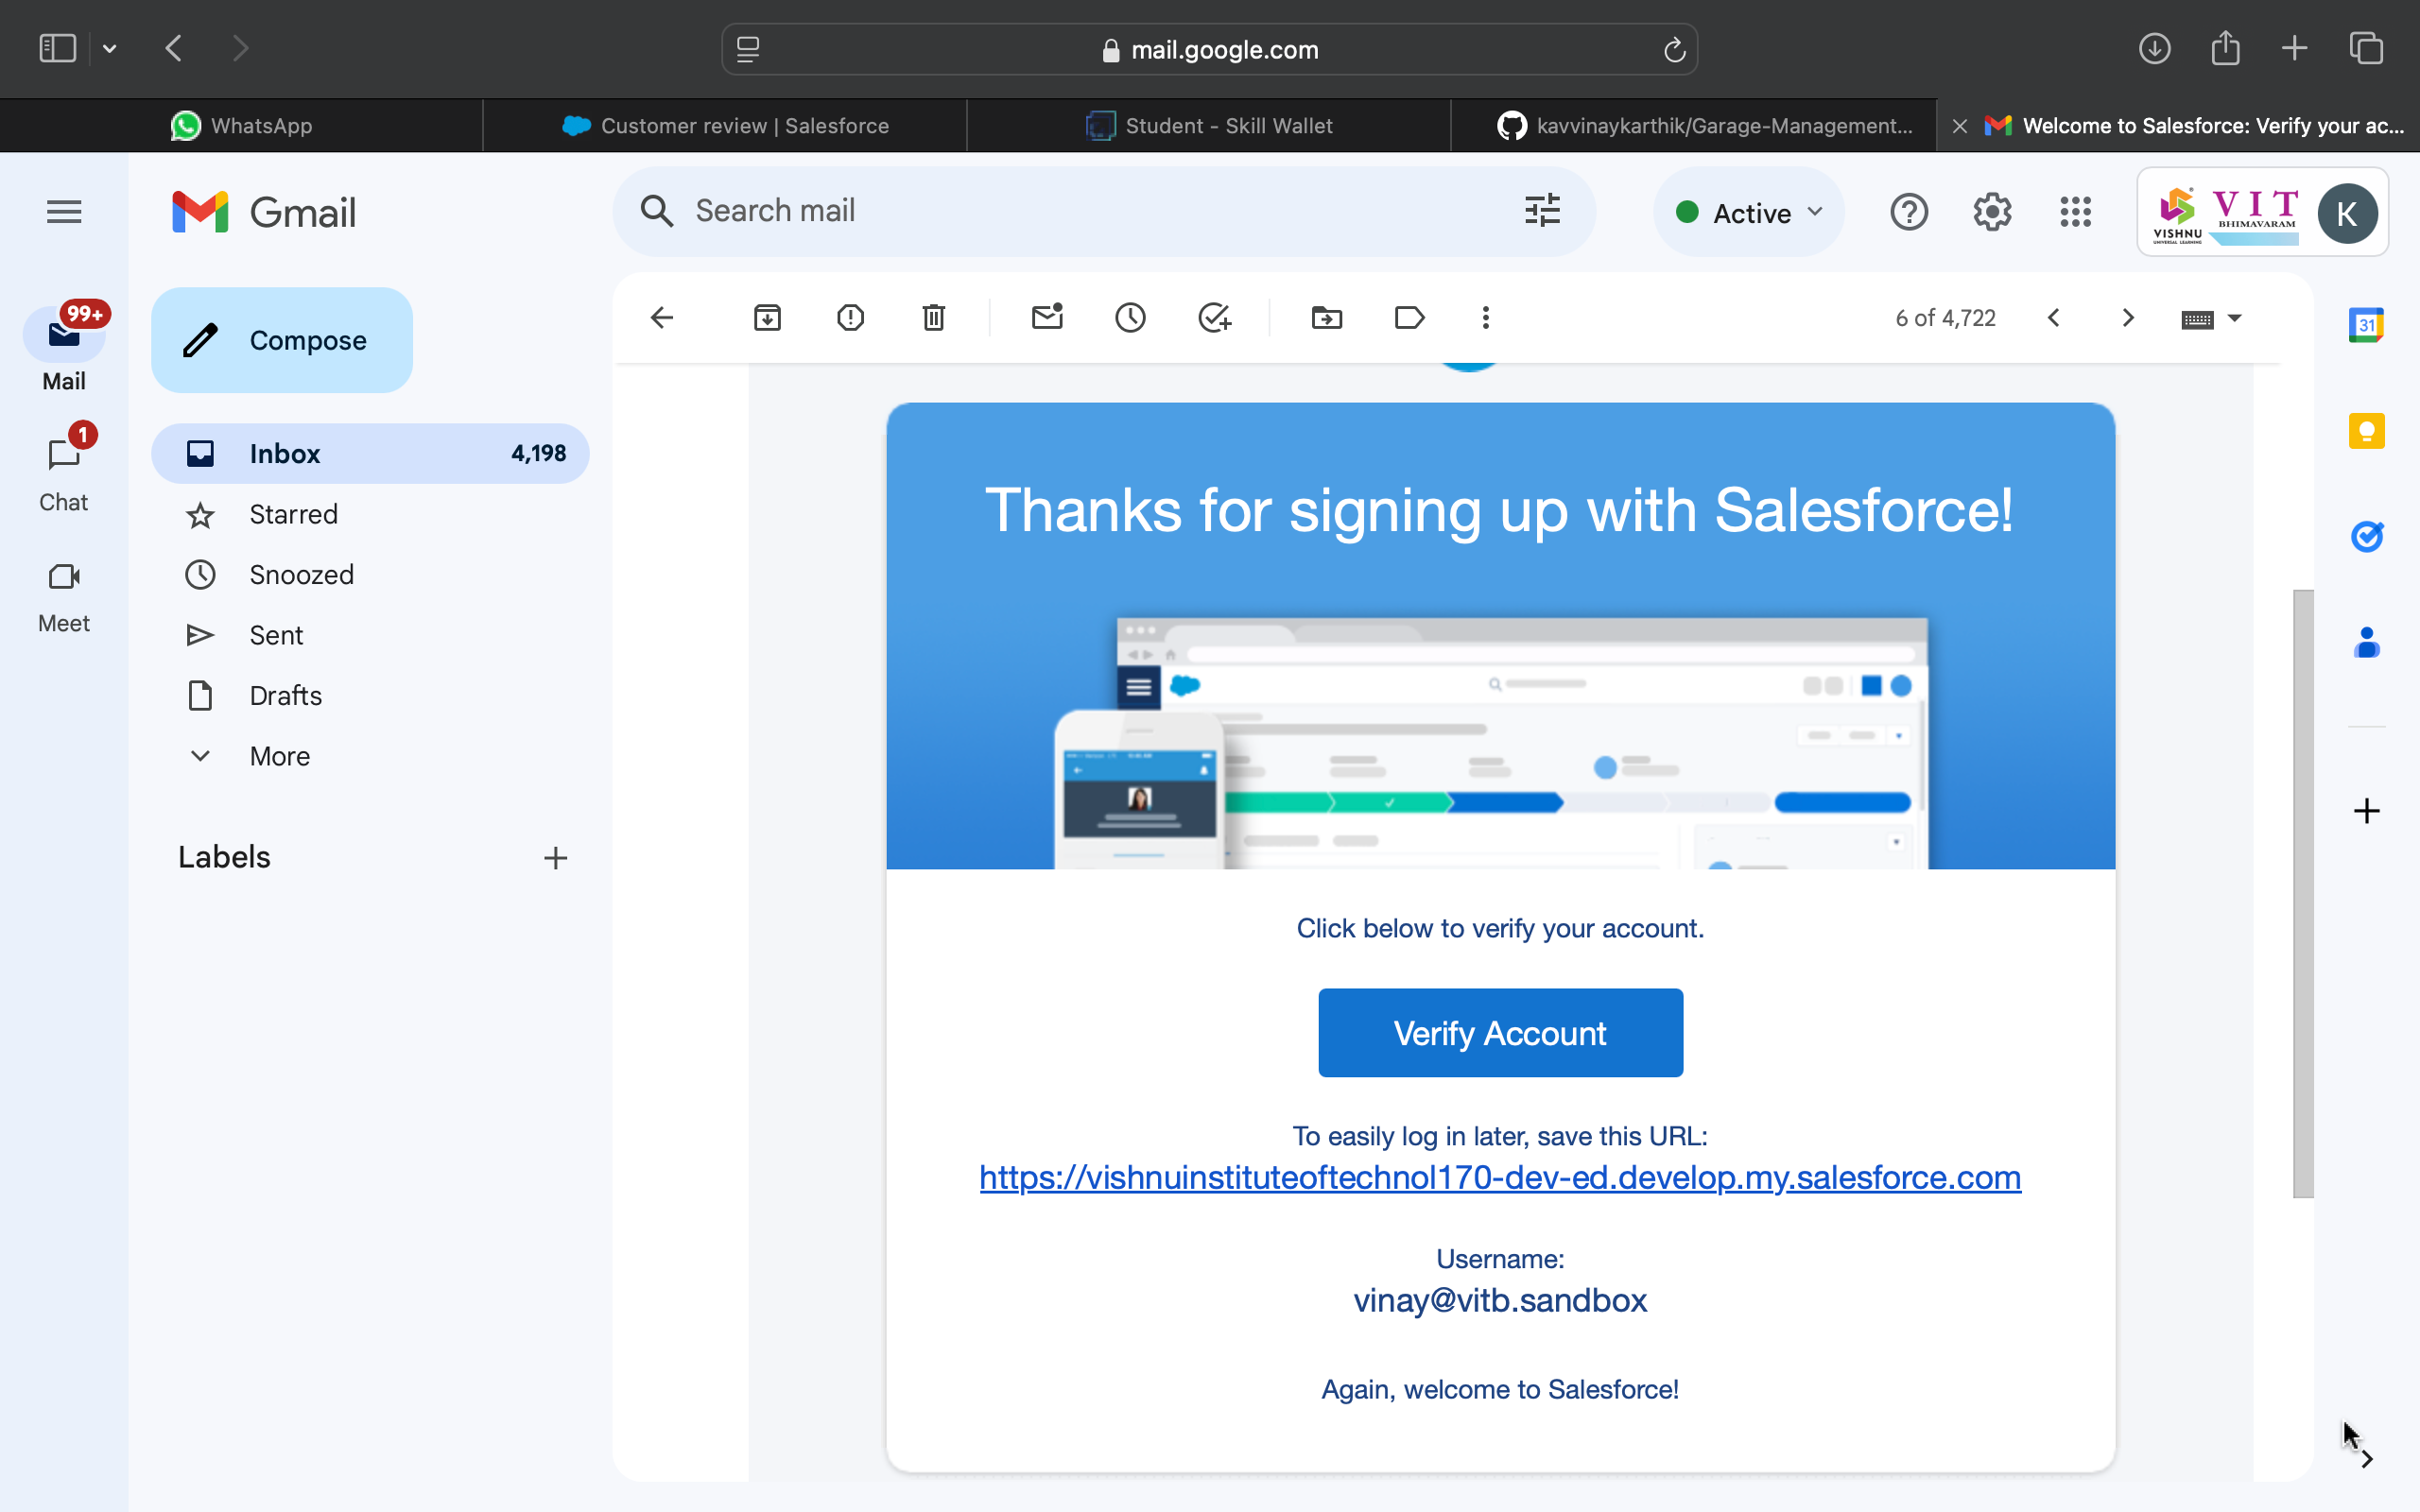 mail.google.com
WhatsApp
Customer review | Salesforce
Student - Skill Wallet
kavvinaykarthik/Garage-Management...
Welcome to Salesforce: Verify your ac...
Gmail
Search mail
Active
VISHNU
UNIVERSAL LEARNING
VIT
BHIMAVARAM
K
99+
Mail
1
Chat
Meet
Compose
Inbox 4,198
Starred
Snoozed
Sent
Drafts
More
Labels
6 of 4,722
31
Thanks for signing up with Salesforce!
Click below to verify your account.
Verify Account
To easily log in later, save this URL:
https://vishnuinstituteoftechnol170-dev-ed.develop.my.salesforce.com
Username:
vinay@vitb.sandbox
Again, welcome to Salesforce!